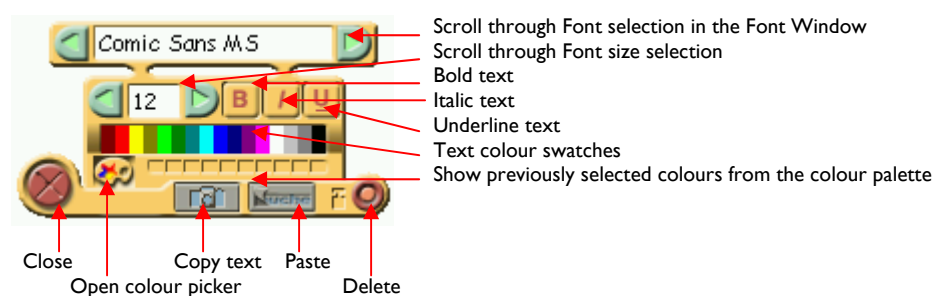 Scroll through Font selection in the Font Window
Comic Sans MS
Scroll through Font size selection
Bold text
12 B I U
Italic text
Underline text
Text colour swatches
Show previously selected colours from the colour palette
Close Copy text Paste
Open colour picker Delete